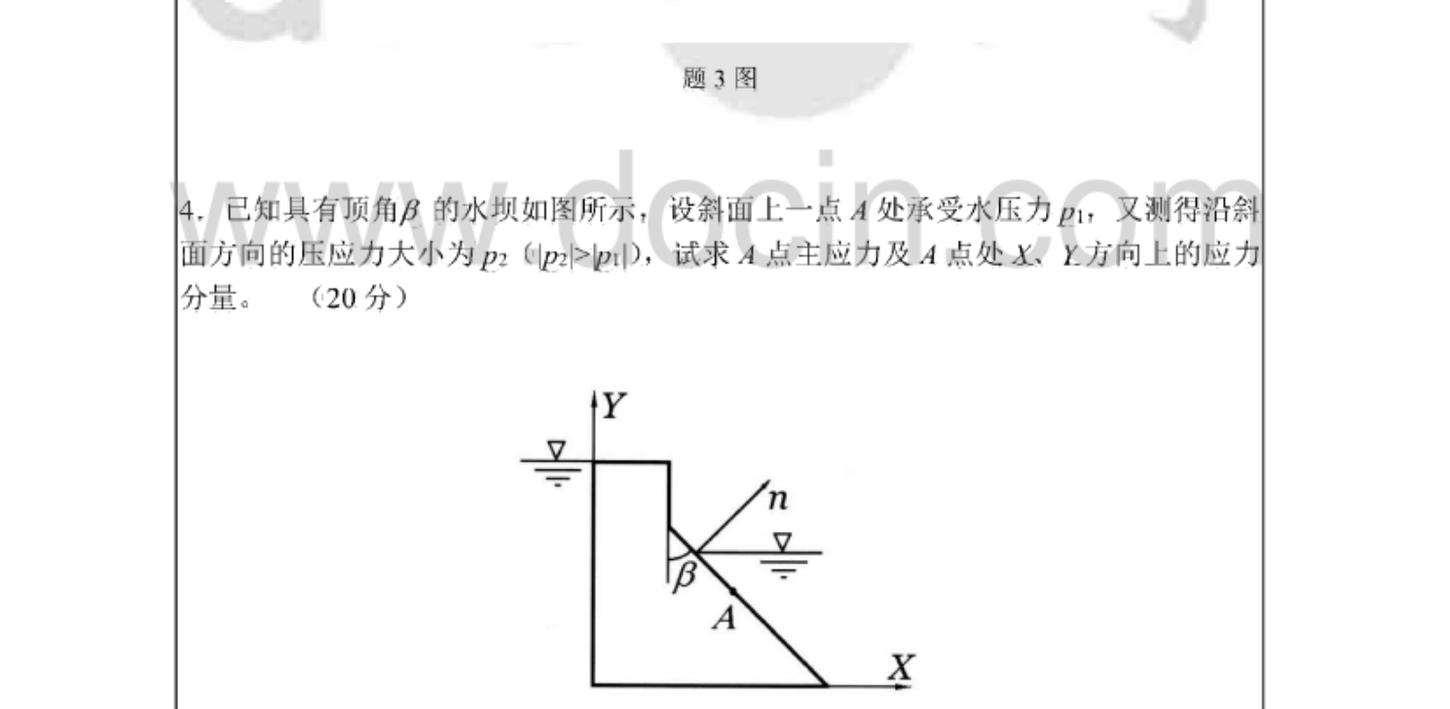 题 3 图
www.docin.com
4. 已知具有顶角β 的水坝如图所示，设斜面上一点 A 处承受水压力 p₁，又测得沿斜
面方向的压应力大小为 p₂（|p₂|>|p₁|），试求 A 点主应力及 A 点处 X、Y 方向上的应力
分量。 （20 分）
Y
n
β
A
X